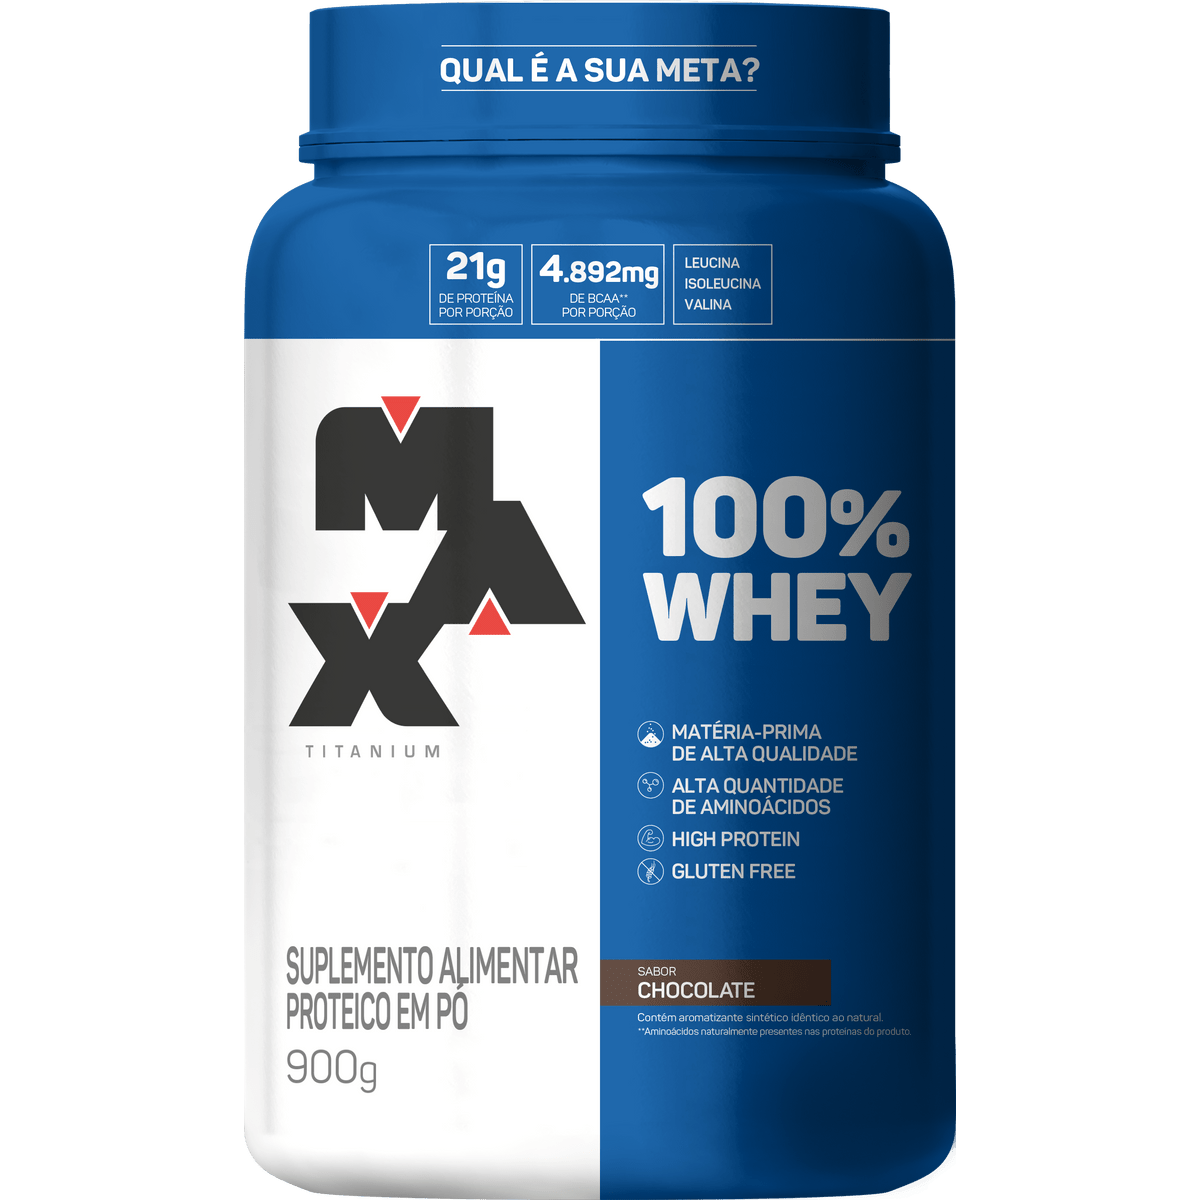 QUAL É A SUA META?
21g
DE PROTEÍNA
POR PORÇÃO
4.892mg
DE BCAA**
POR PORÇÃO
LEUCINA
ISOLEUCINA
VALINA
MAX
TITANIUM
100%
WHEY
MATÉRIA-PRIMA
DE ALTA QUALIDADE
ALTA QUANTIDADE
DE AMINOÁCIDOS
HIGH PROTEIN
GLUTEN FREE
SUPLEMENTO ALIMENTAR
PROTEICO EM PÓ
900g
SABOR
CHOCOLATE
Contém aromatizante sintético idêntico ao natural.
**Aminoácidos naturalmente presentes nas proteínas do produto.